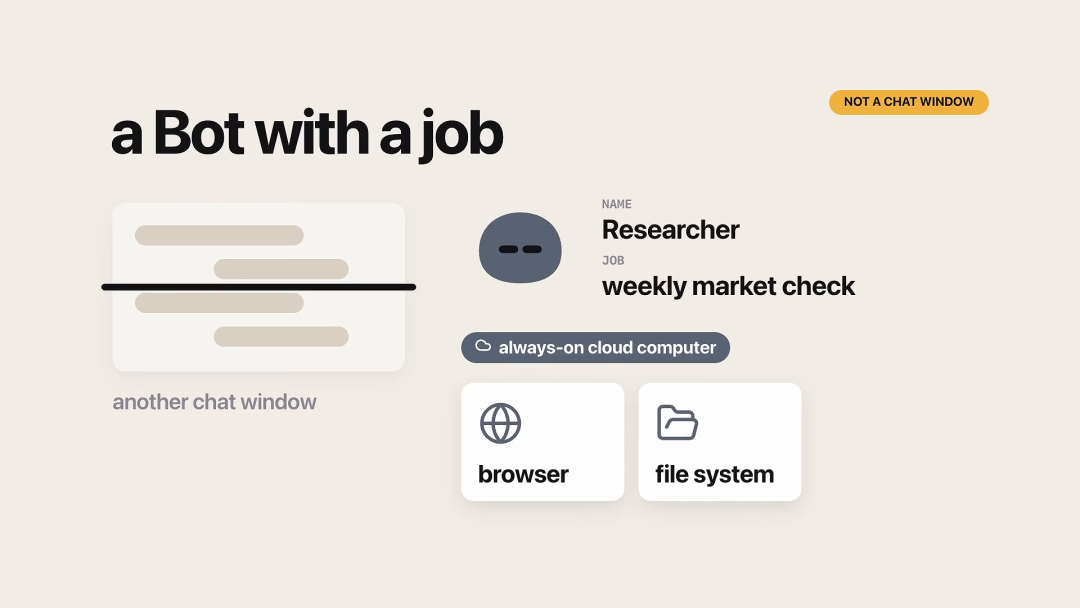 a Bot with a job
NOT A CHAT WINDOW
another chat window
NAME
Researcher
JOB
weekly market check
always-on cloud computer
browser
file system